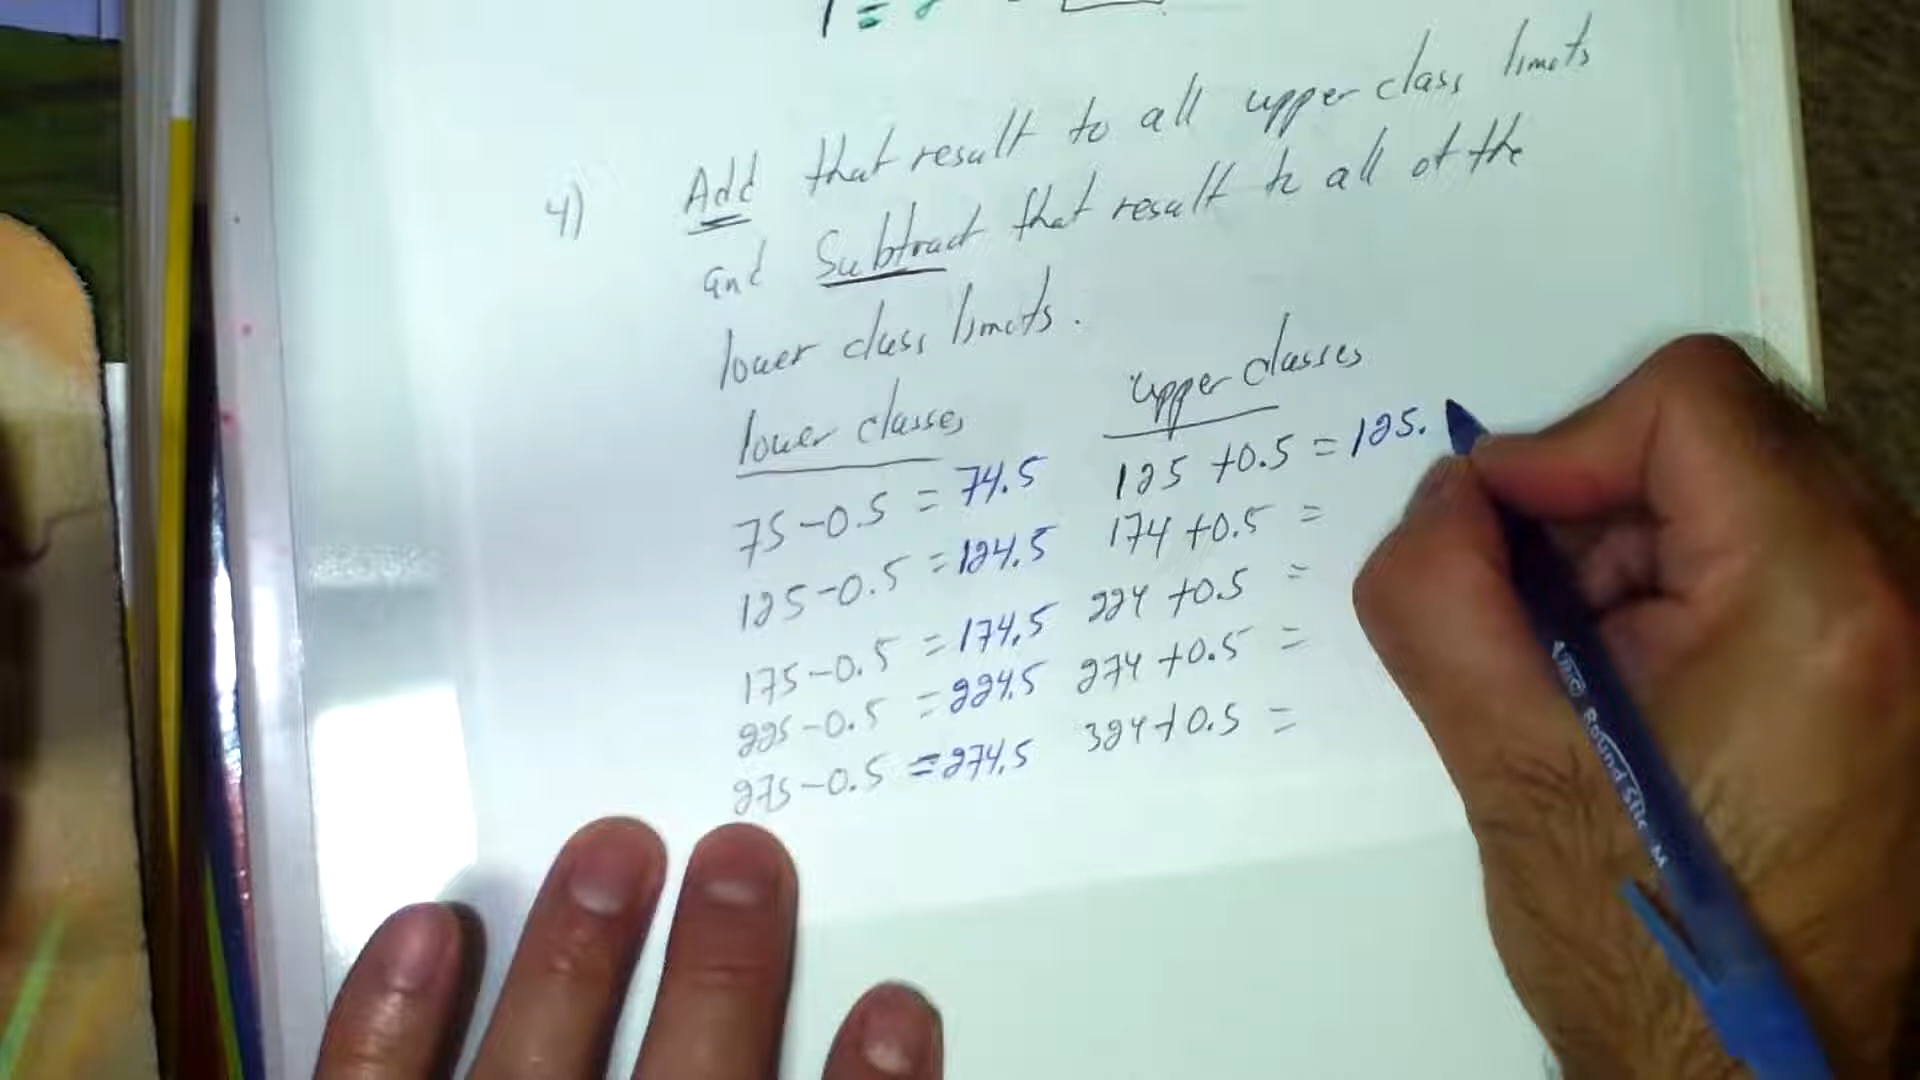 4) Add that result to all upper class limits
and Subtract that result to all of the
lower class limits.
lower classes upper classes
75-0.5 = 74.5 125 +0.5 = 125.
125-0.5 = 124.5 174 +0.5 =
175-0.5 = 174.5 224 +0.5 =
225-0.5 = 224.5 274 +0.5 =
275-0.5 = 274.5 324+0.5 =
Round Stic M